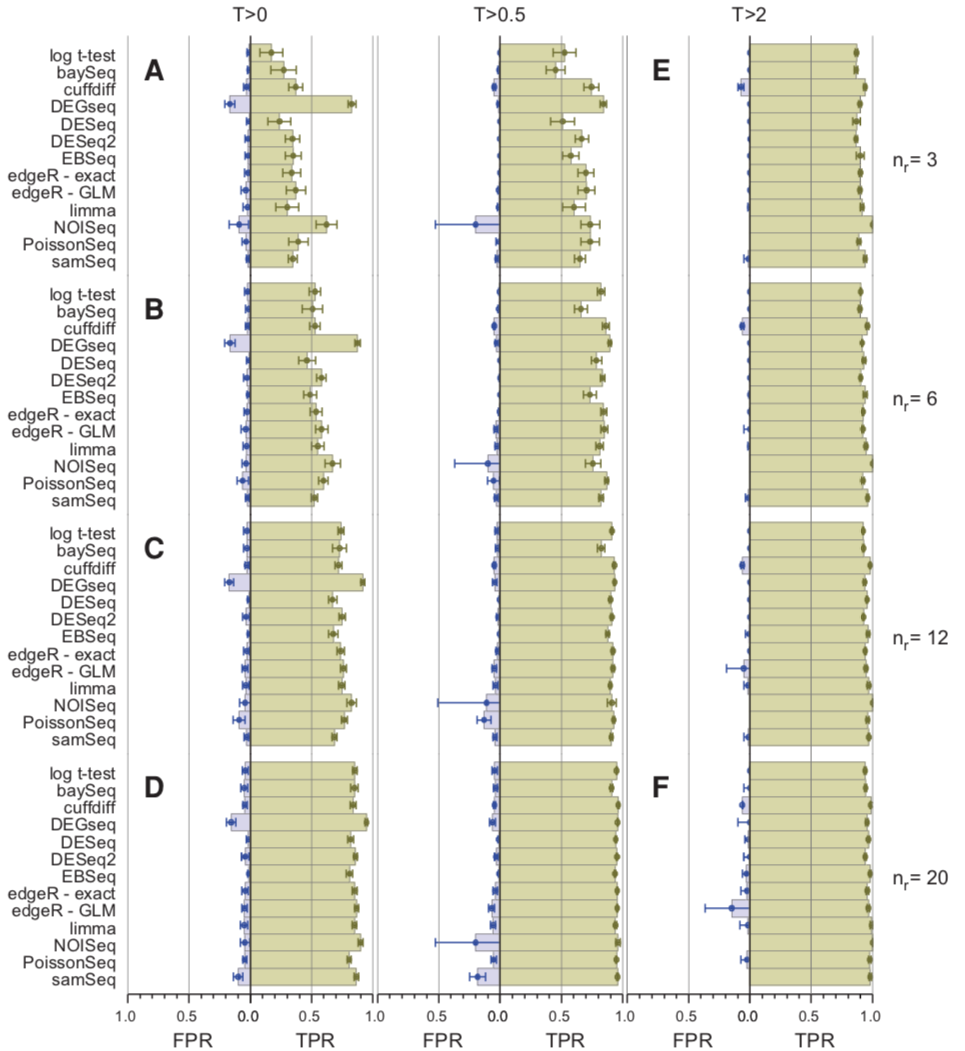 T>0 T>0.5 T>2
A E
log t-test
baySeq
cuffdiff
DEGseq
DESeq
DESeq2
EBSeq
edgeR - exact
edgeR - GLM
limma
NOISeq
PoissonSeq
samSeq
nr= 3
B
log t-test
baySeq
cuffdiff
DEGseq
DESeq
DESeq2
EBSeq
edgeR - exact
edgeR - GLM
limma
NOISeq
PoissonSeq
samSeq
nr= 6
C
log t-test
baySeq
cuffdiff
DEGseq
DESeq
DESeq2
EBSeq
edgeR - exact
edgeR - GLM
limma
NOISeq
PoissonSeq
samSeq
nr= 12
D F
log t-test
baySeq
cuffdiff
DEGseq
DESeq
DESeq2
EBSeq
edgeR - exact
edgeR - GLM
limma
NOISeq
PoissonSeq
samSeq
nr= 20
1.0 0.5 0.0 0.5 1.0 0.5 0.0 0.5 1.0 0.5 0.0 0.5 1.0
FPR TPR FPR TPR FPR TPR